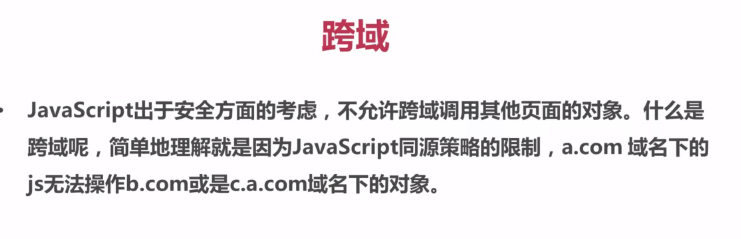 跨域
• JavaScript出于安全方面的考虑，不允许跨域调用其他页面的对象。什么是
跨域呢，简单地理解就是因为JavaScript同源策略的限制，a.com 域名下的
js无法操作b.com或是c.a.com域名下的对象。